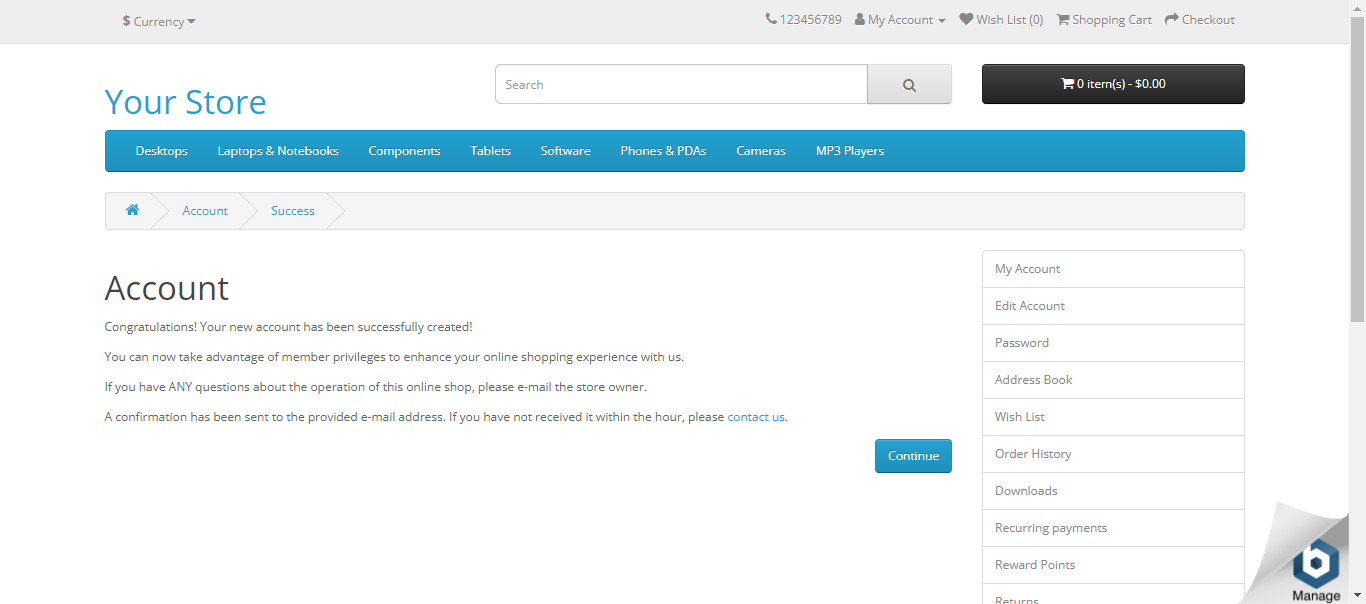 $ Currency
123456789 My Account Wish List (0) Shopping Cart Checkout
Your Store
Search
0 item(s) - $0.00
Desktops Laptops & Notebooks Components Tablets Software Phones & PDAs Cameras MP3 Players
Account Success
Account
Congratulations! Your new account has been successfully created!
You can now take advantage of member privileges to enhance your online shopping experience with us.
If you have ANY questions about the operation of this online shop, please e-mail the store owner.
A confirmation has been sent to the provided e-mail address. If you have not received it within the hour, please contact us.
Continue
My Account
Edit Account
Password
Address Book
Wish List
Order History
Downloads
Recurring payments
Reward Points
Returns
Manage